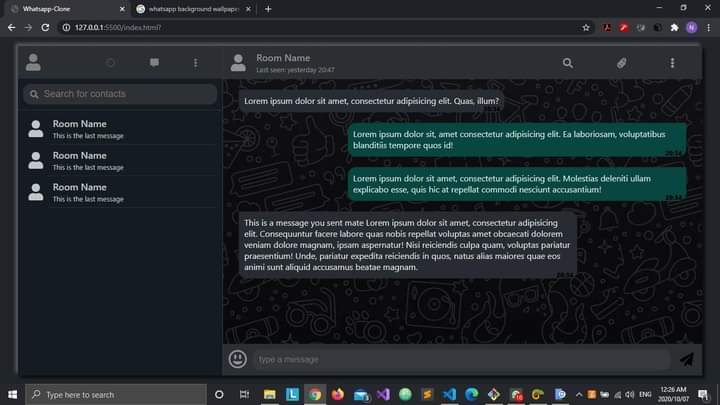 Whatsapp-Clone
whatsapp background wallpape
127.0.0.1:5500/index.html?
Room Name
Last seen: yesterday 20:47
Search for contacts
Room Name
This is the last message
Room Name
This is the last message
Room Name
This is the last message
Lorem ipsum dolor sit amet, consectetur adipisicing elit. Quas, illum?
Lorem ipsum dolor sit, amet consectetur adipisicing elit. Ea laboriosam, voluptatibus
blanditiis tempore quos id!
20:34
Lorem ipsum dolor sit amet consectetur adipisicing elit. Molestias deleniti ullam
explicabo esse, quis hic at repellat commodi nesciunt accusantium!
20:34
This is a message you sent mate Lorem ipsum dolor sit amet, consectetur adipisicing
elit. Consequuntur facere labore quas nobis repellat voluptas amet obcaecati dolorem
veniam dolore magnam, ipsam aspernatur! Nisi reiciendis culpa quam, voluptas pariatur
praesentium! Unde, pariatur expedita reiciendis in quos, natus alias maiores quae eos
animi sunt aliquid accusamus beatae magnam.
20:34
type a message
Type here to search
ENG
12:26 AM
2020/10/07